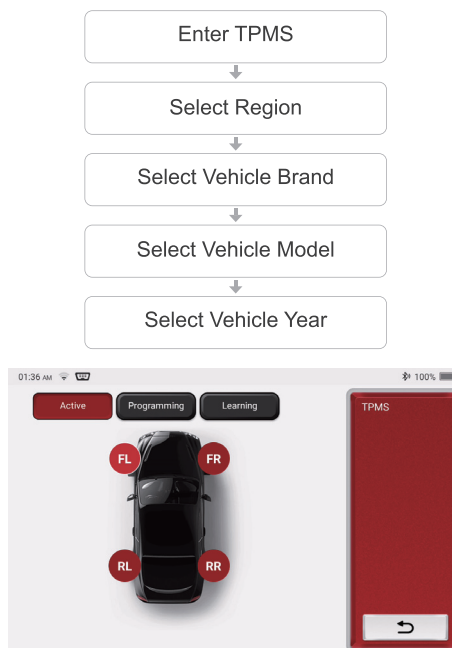 Enter TPMS
Select Region
Select Vehicle Brand
Select Vehicle Model
Select Vehicle Year
01:36 AM 100%
Active Programming Learning TPMS
FL FR
RL RR